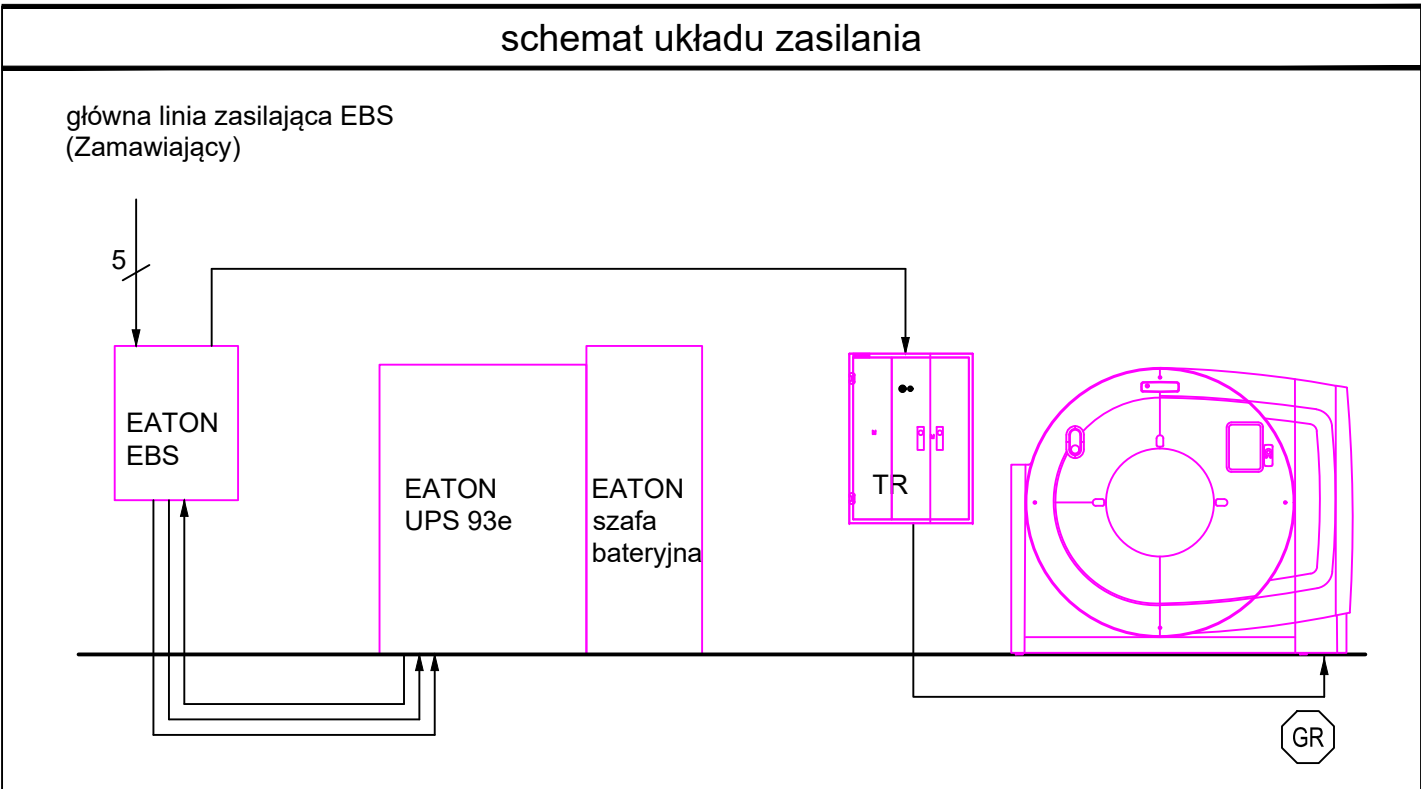 schemat układu zasilania
główna linia zasilająca EBS
(Zamawiający)
5
EATON
EBS
EATON
UPS 93e
EATON
szafa
bateryjna
TR
GR